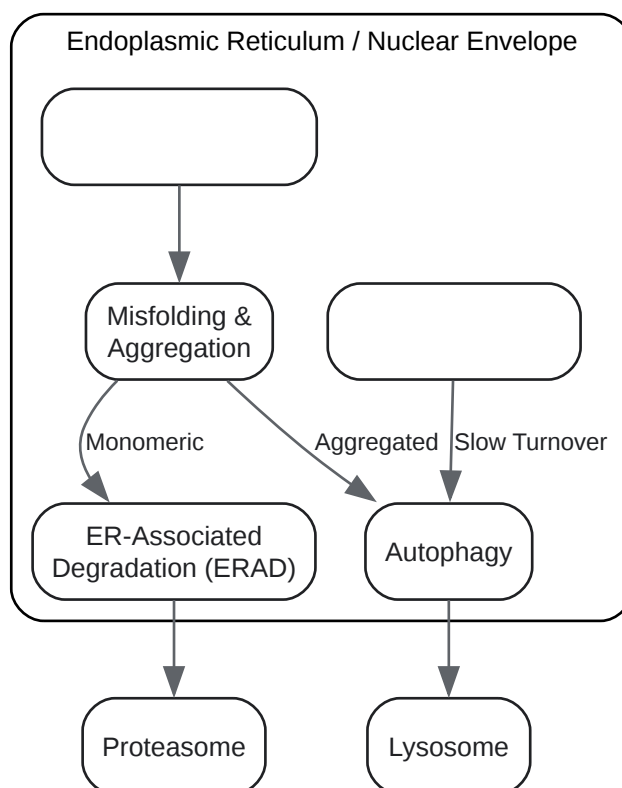 Endoplasmic Reticulum / Nuclear Envelope
Misfolding &
Aggregation
Monomeric
Aggregated
Slow Turnover
ER-Associated
Degradation (ERAD)
Autophagy
Proteasome
Lysosome